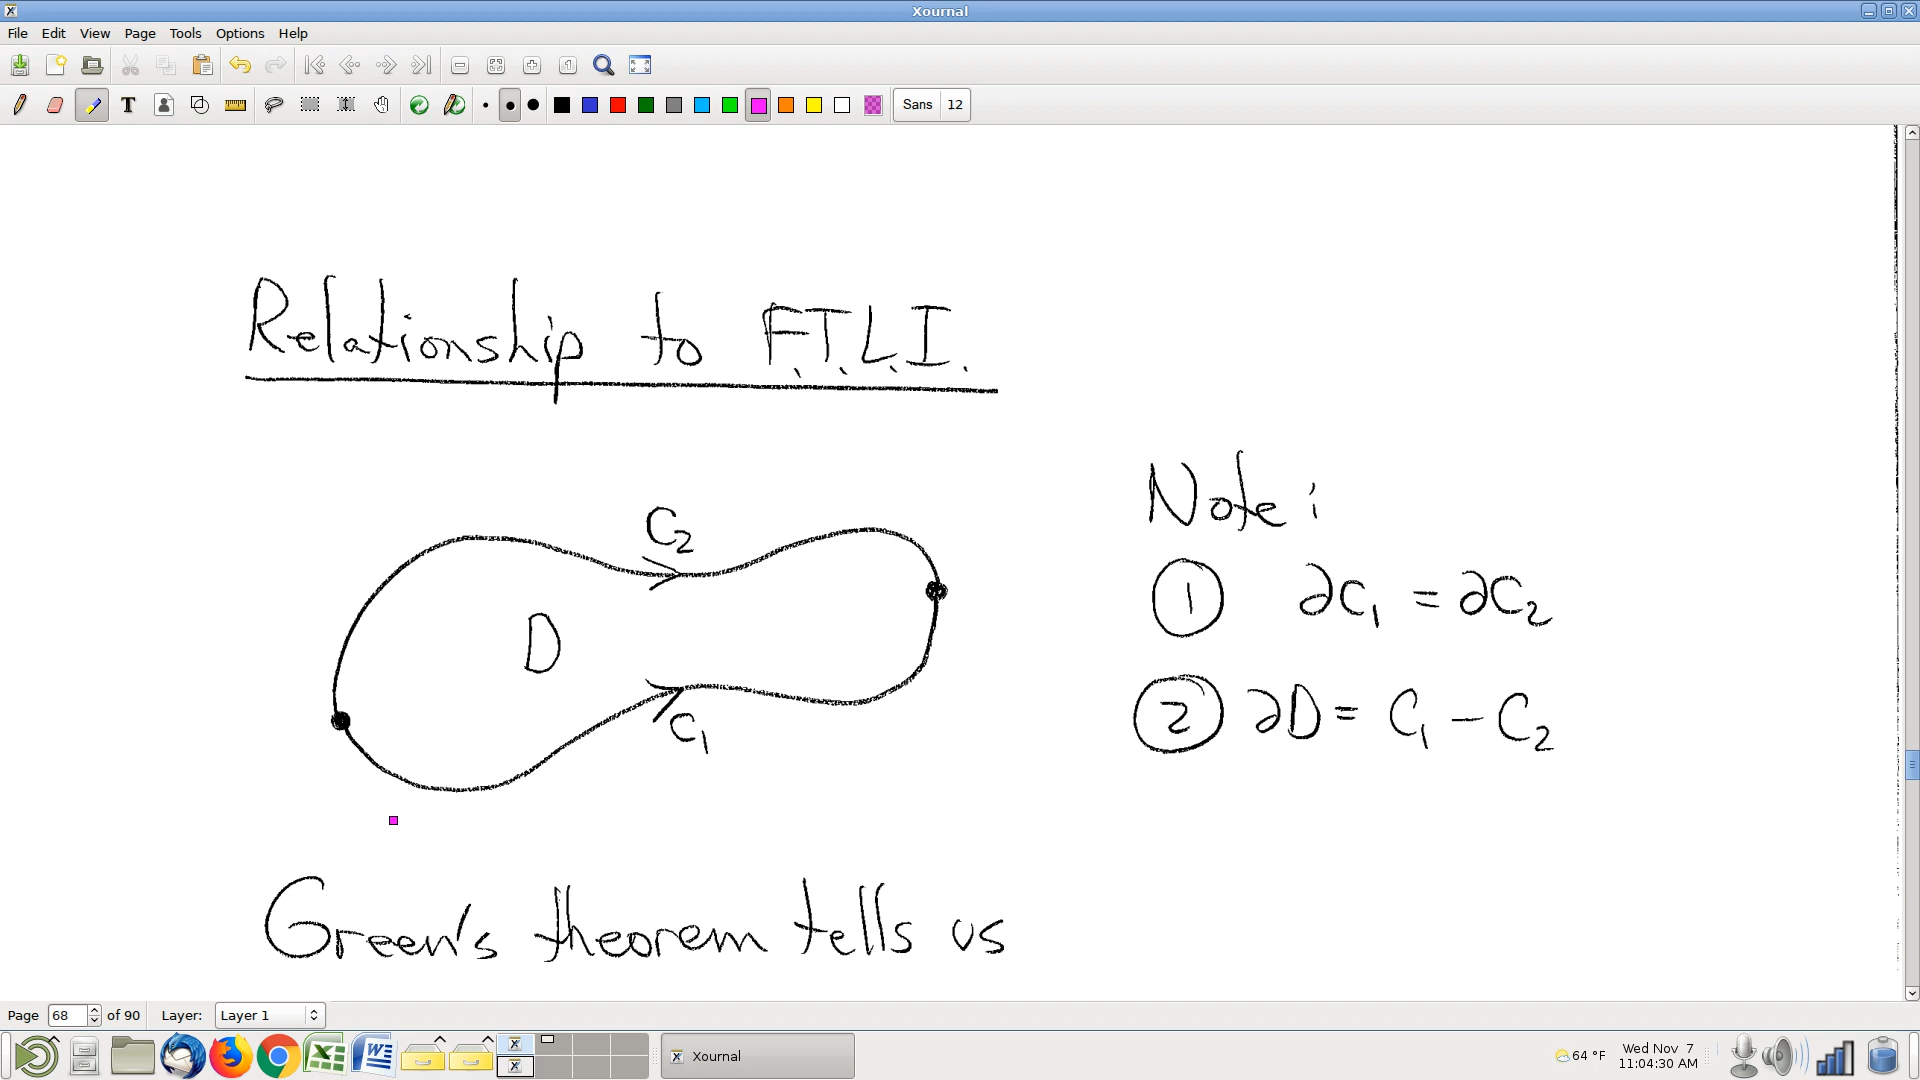 Xournal
File Edit View Page Tools Options Help
Sans 12
Relationship to F.T.L.I.
C₂
Note:
① ∂C₁ = ∂C₂
D
② ∂D = C₁ − C₂
C₁
Green's theorem tells us
Page 68 of 90 Layer: Layer 1
Xournal
64 °F
Wed Nov 7
11:04:30 AM